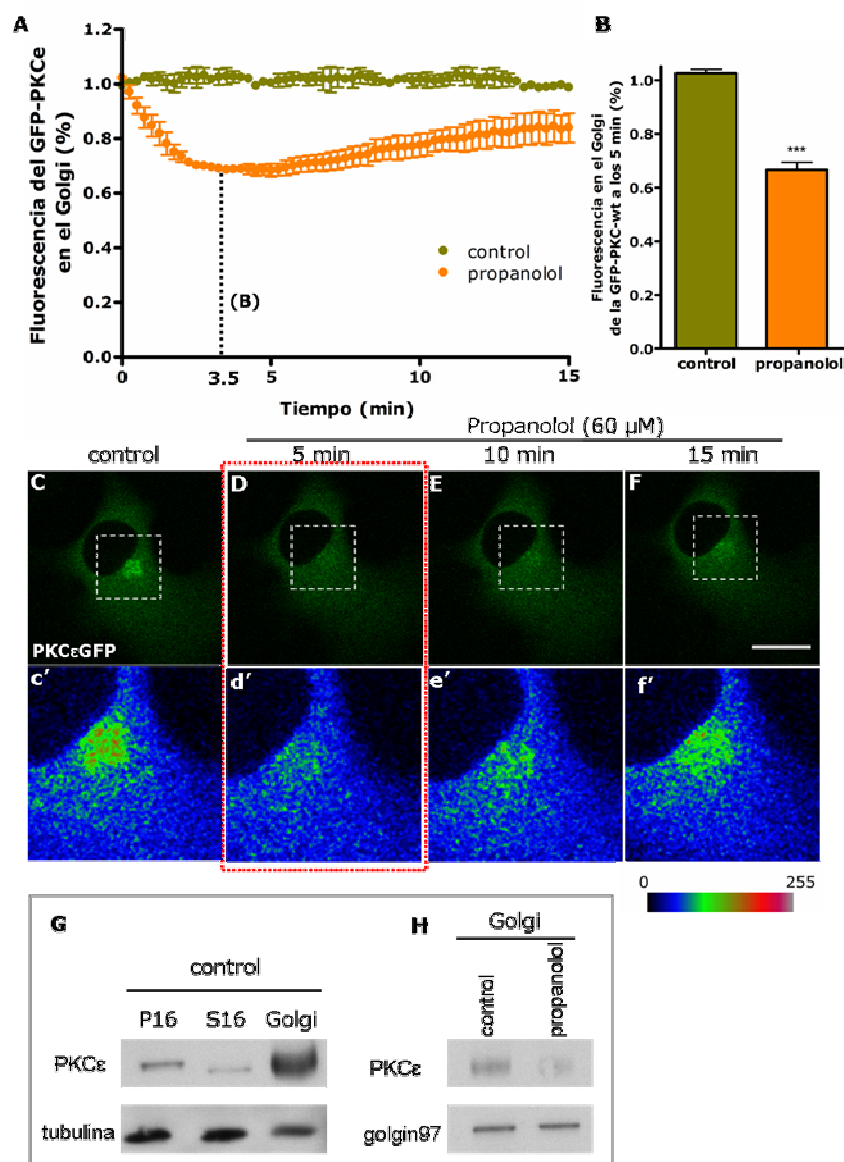 A
Fluorescencia del GFP-PKCe
en el Golgi (%)
1.2
1.0
0.8
0.6
0.4
0.2
0.0
control
propanolol
(B)
0
3.5
5
10
15
Tiempo (min)
B
Fluorescencia en el Golgi
de la GFP-PKC-wt a los 5 min (%)
1.0
0.8
0.6
0.4
0.2
0.0
***
control
propanolol
Propanolol (60 µM)
control
5 min
10 min
15 min
C
D
E
F
PKCεGFP
c'
d'
e'
f'
0
255
G
control
P16
S16
Golgi
PKCε
tubulina
H
Golgi
control
propanolol
PKCε
golgin97